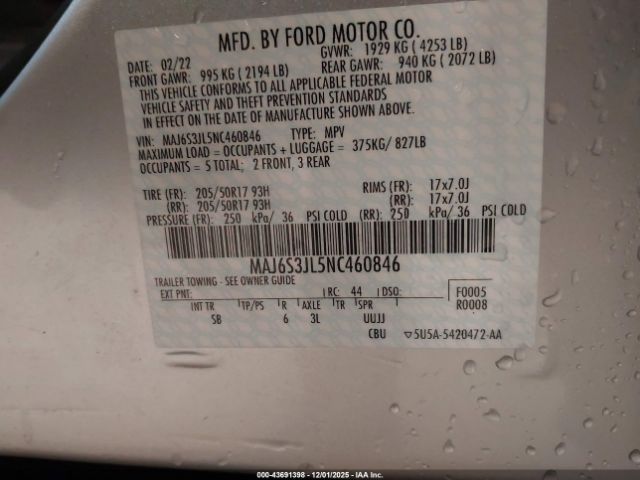 MFD. BY FORD MOTOR CO.
DATE: 02/22 GVWR: 1929 KG ( 4253 LB)
FRONT GAWR: 995 KG ( 2194 LB) REAR GAWR: 940 KG ( 2072 LB)
THIS VEHICLE CONFORMS TO ALL APPLICABLE FEDERAL MOTOR
VEHICLE SAFETY AND THEFT PREVENTION STANDARDS
IN EFFECT ON THE DATE OF MANUFACTURE SHOWN ABOVE.
VIN: MAJ6S3JL5NC460846 TYPE: MPV
MAXIMUM LOAD = OCCUPANTS + LUGGAGE = 375KG/ 827LB
OCCUPANTS = 5 TOTAL; 2 FRONT, 3 REAR
TIRE (FR): 205/50R17 93H RIMS (FR): 17x7.0J
(RR): 205/50R17 93H (RR): 17x7.0J
PRESSURE (FR): 250 kPa/ 36 PSI COLD (RR): 250 kPa/ 36 PSI COLD
MAJ6S3JL5NC460846
TRAILER TOWING - SEE OWNER GUIDE
EXT PNT: RC: 44 DSO: F0005
INT TR TP/PS R AXLE TR SPR R0008
SB 6 3L UUJJ
CBU 5U5A-5420472-AA
00-43691398 - 12/01/2025 - IAA Inc.